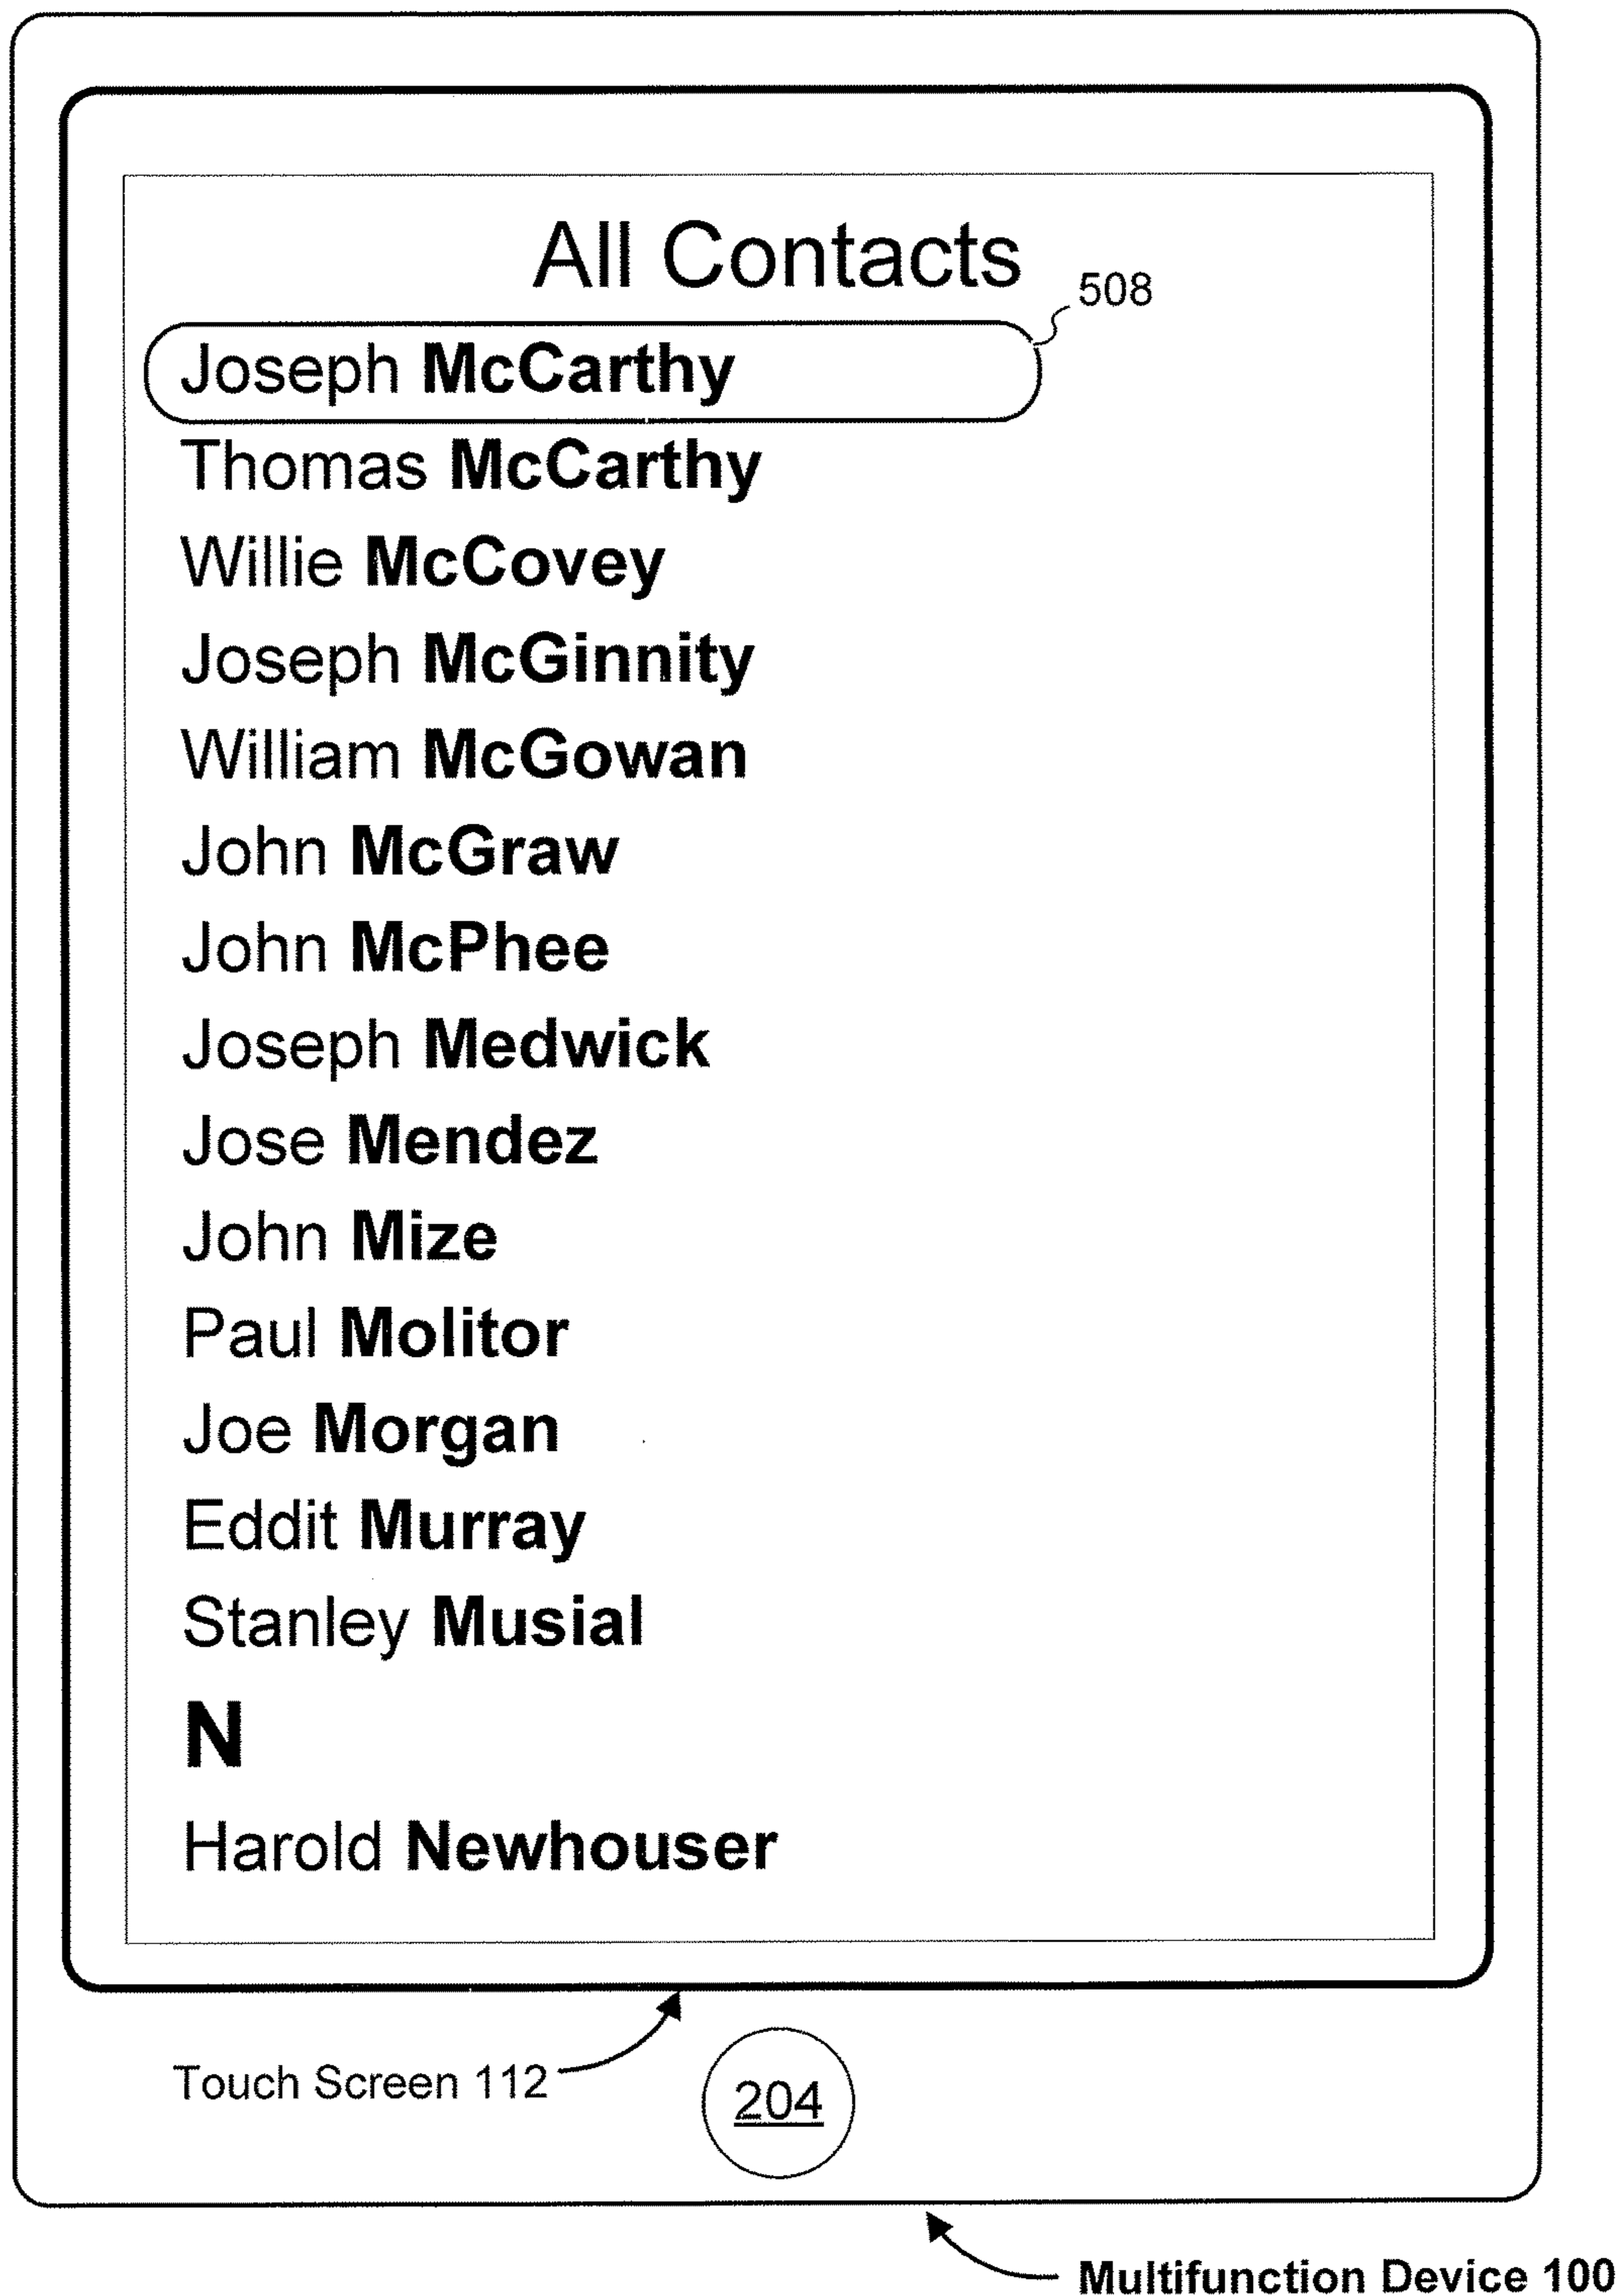 All Contacts
508
Joseph McCarthy
Thomas McCarthy
Willie McCovey
Joseph McGinnity
William McGowan
John McGraw
John McPhee
Joseph Medwick
Jose Mendez
John Mize
Paul Molitor
Joe Morgan
Eddit Murray
Stanley Musial
N
Harold Newhouser
Touch Screen 112
204
Multifunction Device 100